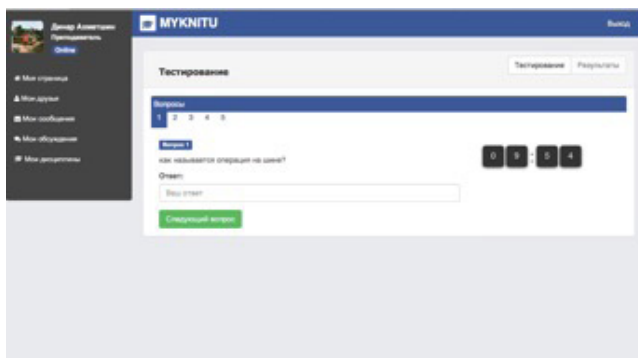 Динар Ахметшин
Преподаватель
Online
Моя страница
Мои друзья
Мои сообщения
Мои обсуждения
Мои дисциплины
MYKNITU
Выход
Тестирование
Тестирование Результаты
Вопросы
1 2 3 4 5
Вопрос 1
как называется операция на шине?
Ответ:
Ваш ответ
Следующий вопрос
0 9 : 5 4